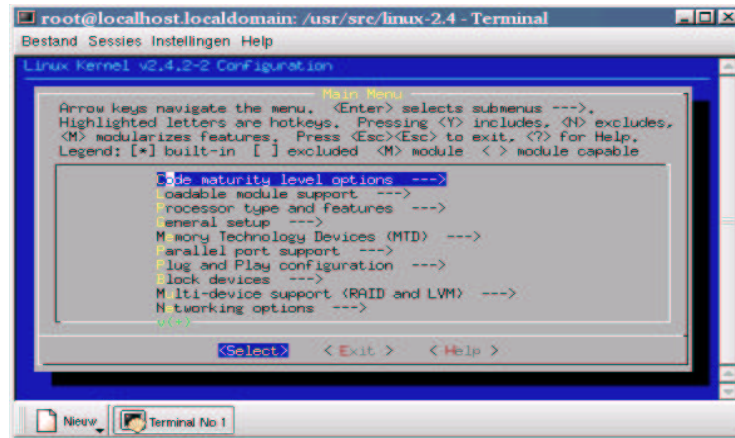 root@localhost.localdomain: /usr/src/linux-2.4 - Terminal
Bestand Sessies Instellingen Help
Linux Kernel v2.4.2-2 Configuration
Main Menu
Arrow keys navigate the menu. <Enter> selects submenus --->.
Highlighted letters are hotkeys. Pressing <Y> includes, <N> excludes,
<M> modularizes features. Press <Esc><Esc> to exit, <?> for Help.
Legend: [*] built-in [ ] excluded <M> module < > module capable
Code maturity level options --->
Loadable module support --->
Processor type and features --->
General setup --->
Memory Technology Devices (MTD) --->
Parallel port support --->
Plug and Play configuration --->
Block devices --->
Multi-device support (RAID and LVM) --->
Networking options --->
v(+)
<Select> < Exit > < Help >
Nieuw Terminal No 1